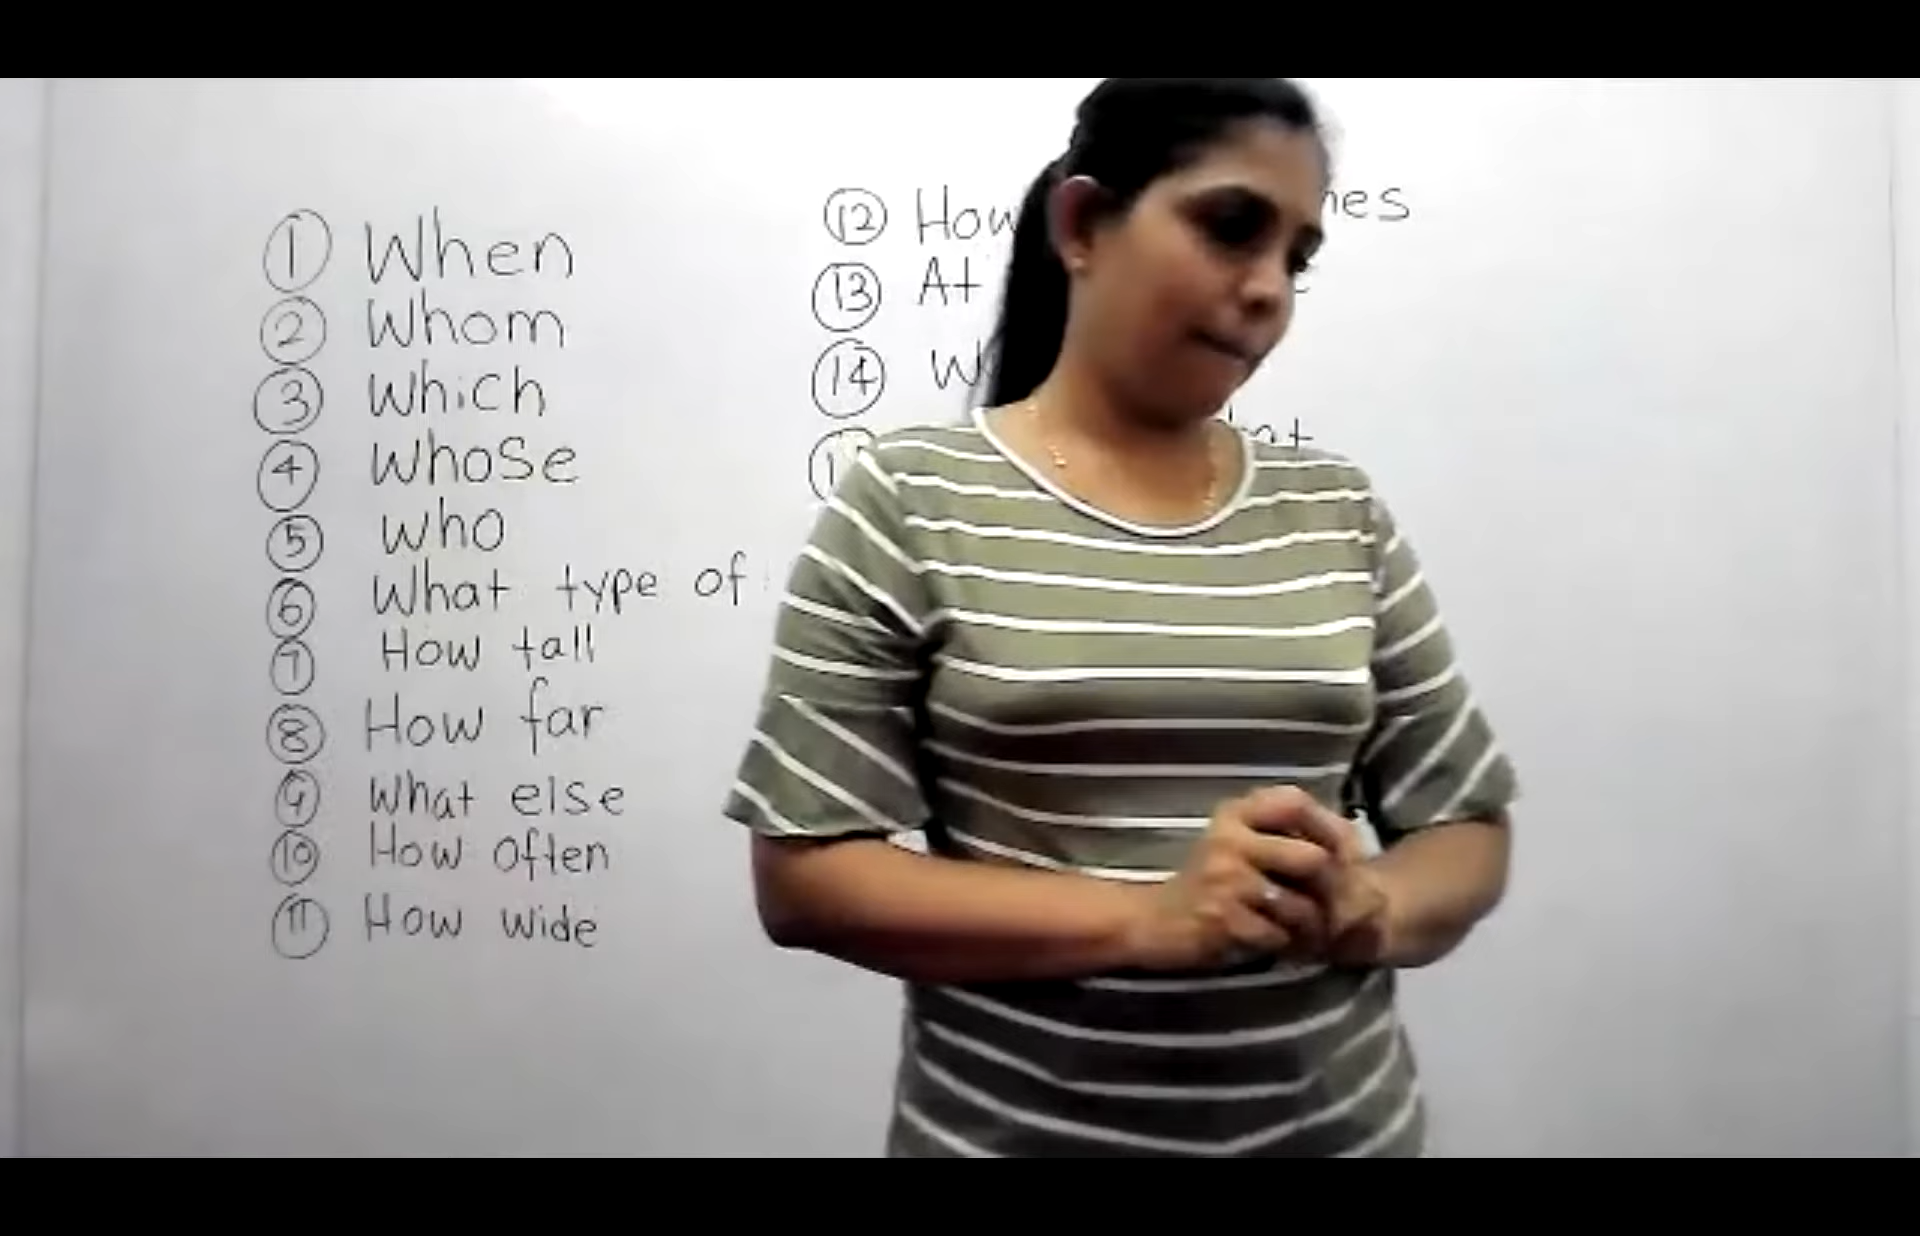 1 When
2 Whom
3 Which
4 Whose
5 Who
6 What type of
7 How tall
8 How far
9 What else
10 How often
11 How wide
12 How
13 At
14